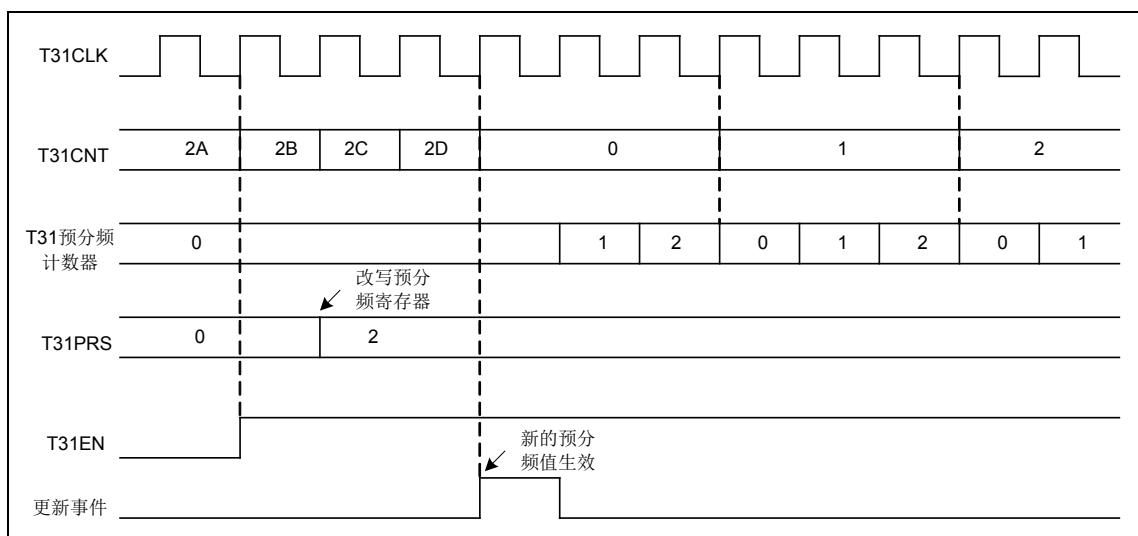 T31CLK
T31CNT
2A
2B
2C
2D
0
1
2
T31预分频
计数器
0
1
2
0
1
2
0
1
改写预分
频寄存器
T31PRS
0
2
T31EN
新的预分
频值生效
更新事件